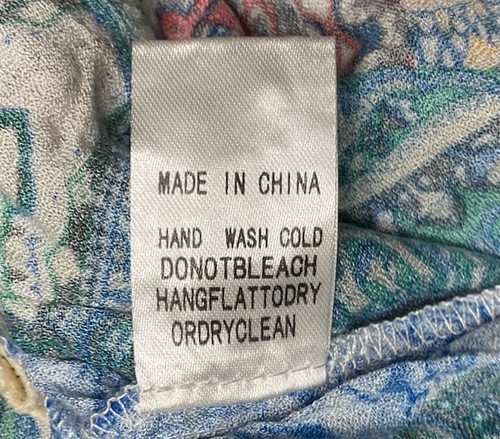 MADE IN CHINA
HAND WASH COLD
DONOTBLEACH
HANGFLATTODRY
ORDRYCLEAN